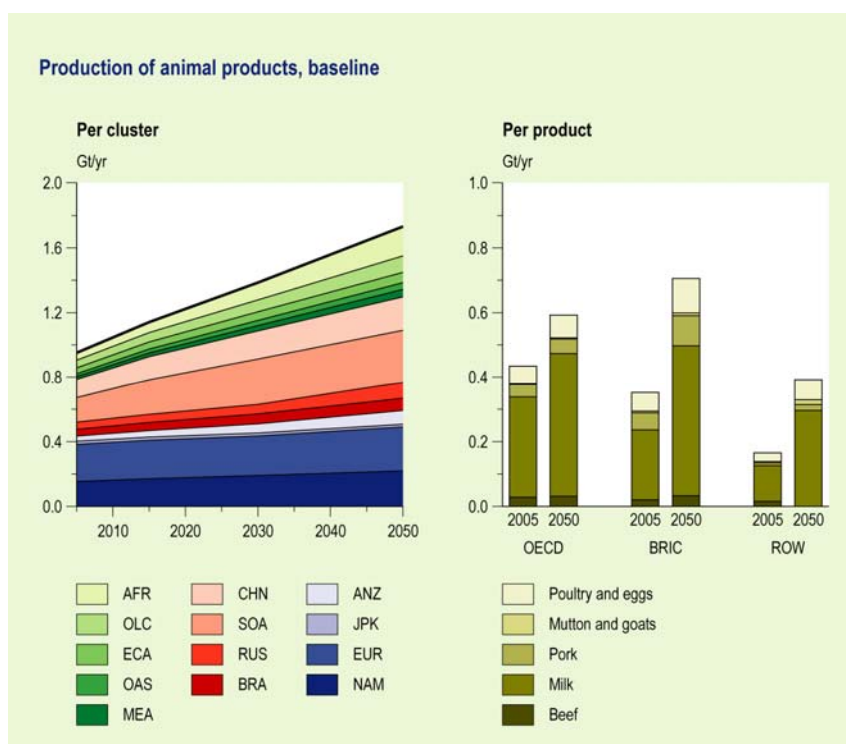 Production of animal products, baseline
Per cluster
Gt/yr
2.0
1.6
1.2
0.8
0.4
0.0
2010 2020 2030 2040 2050
AFR CHN ANZ
OLC SOA JPK
ECA RUS EUR
OAS BRA NAM
MEA
Per product
Gt/yr
1.0
0.8
0.6
0.4
0.2
0.0
2005 2050 2005 2050 2005 2050
OECD BRIC ROW
Poultry and eggs
Mutton and goats
Pork
Milk
Beef